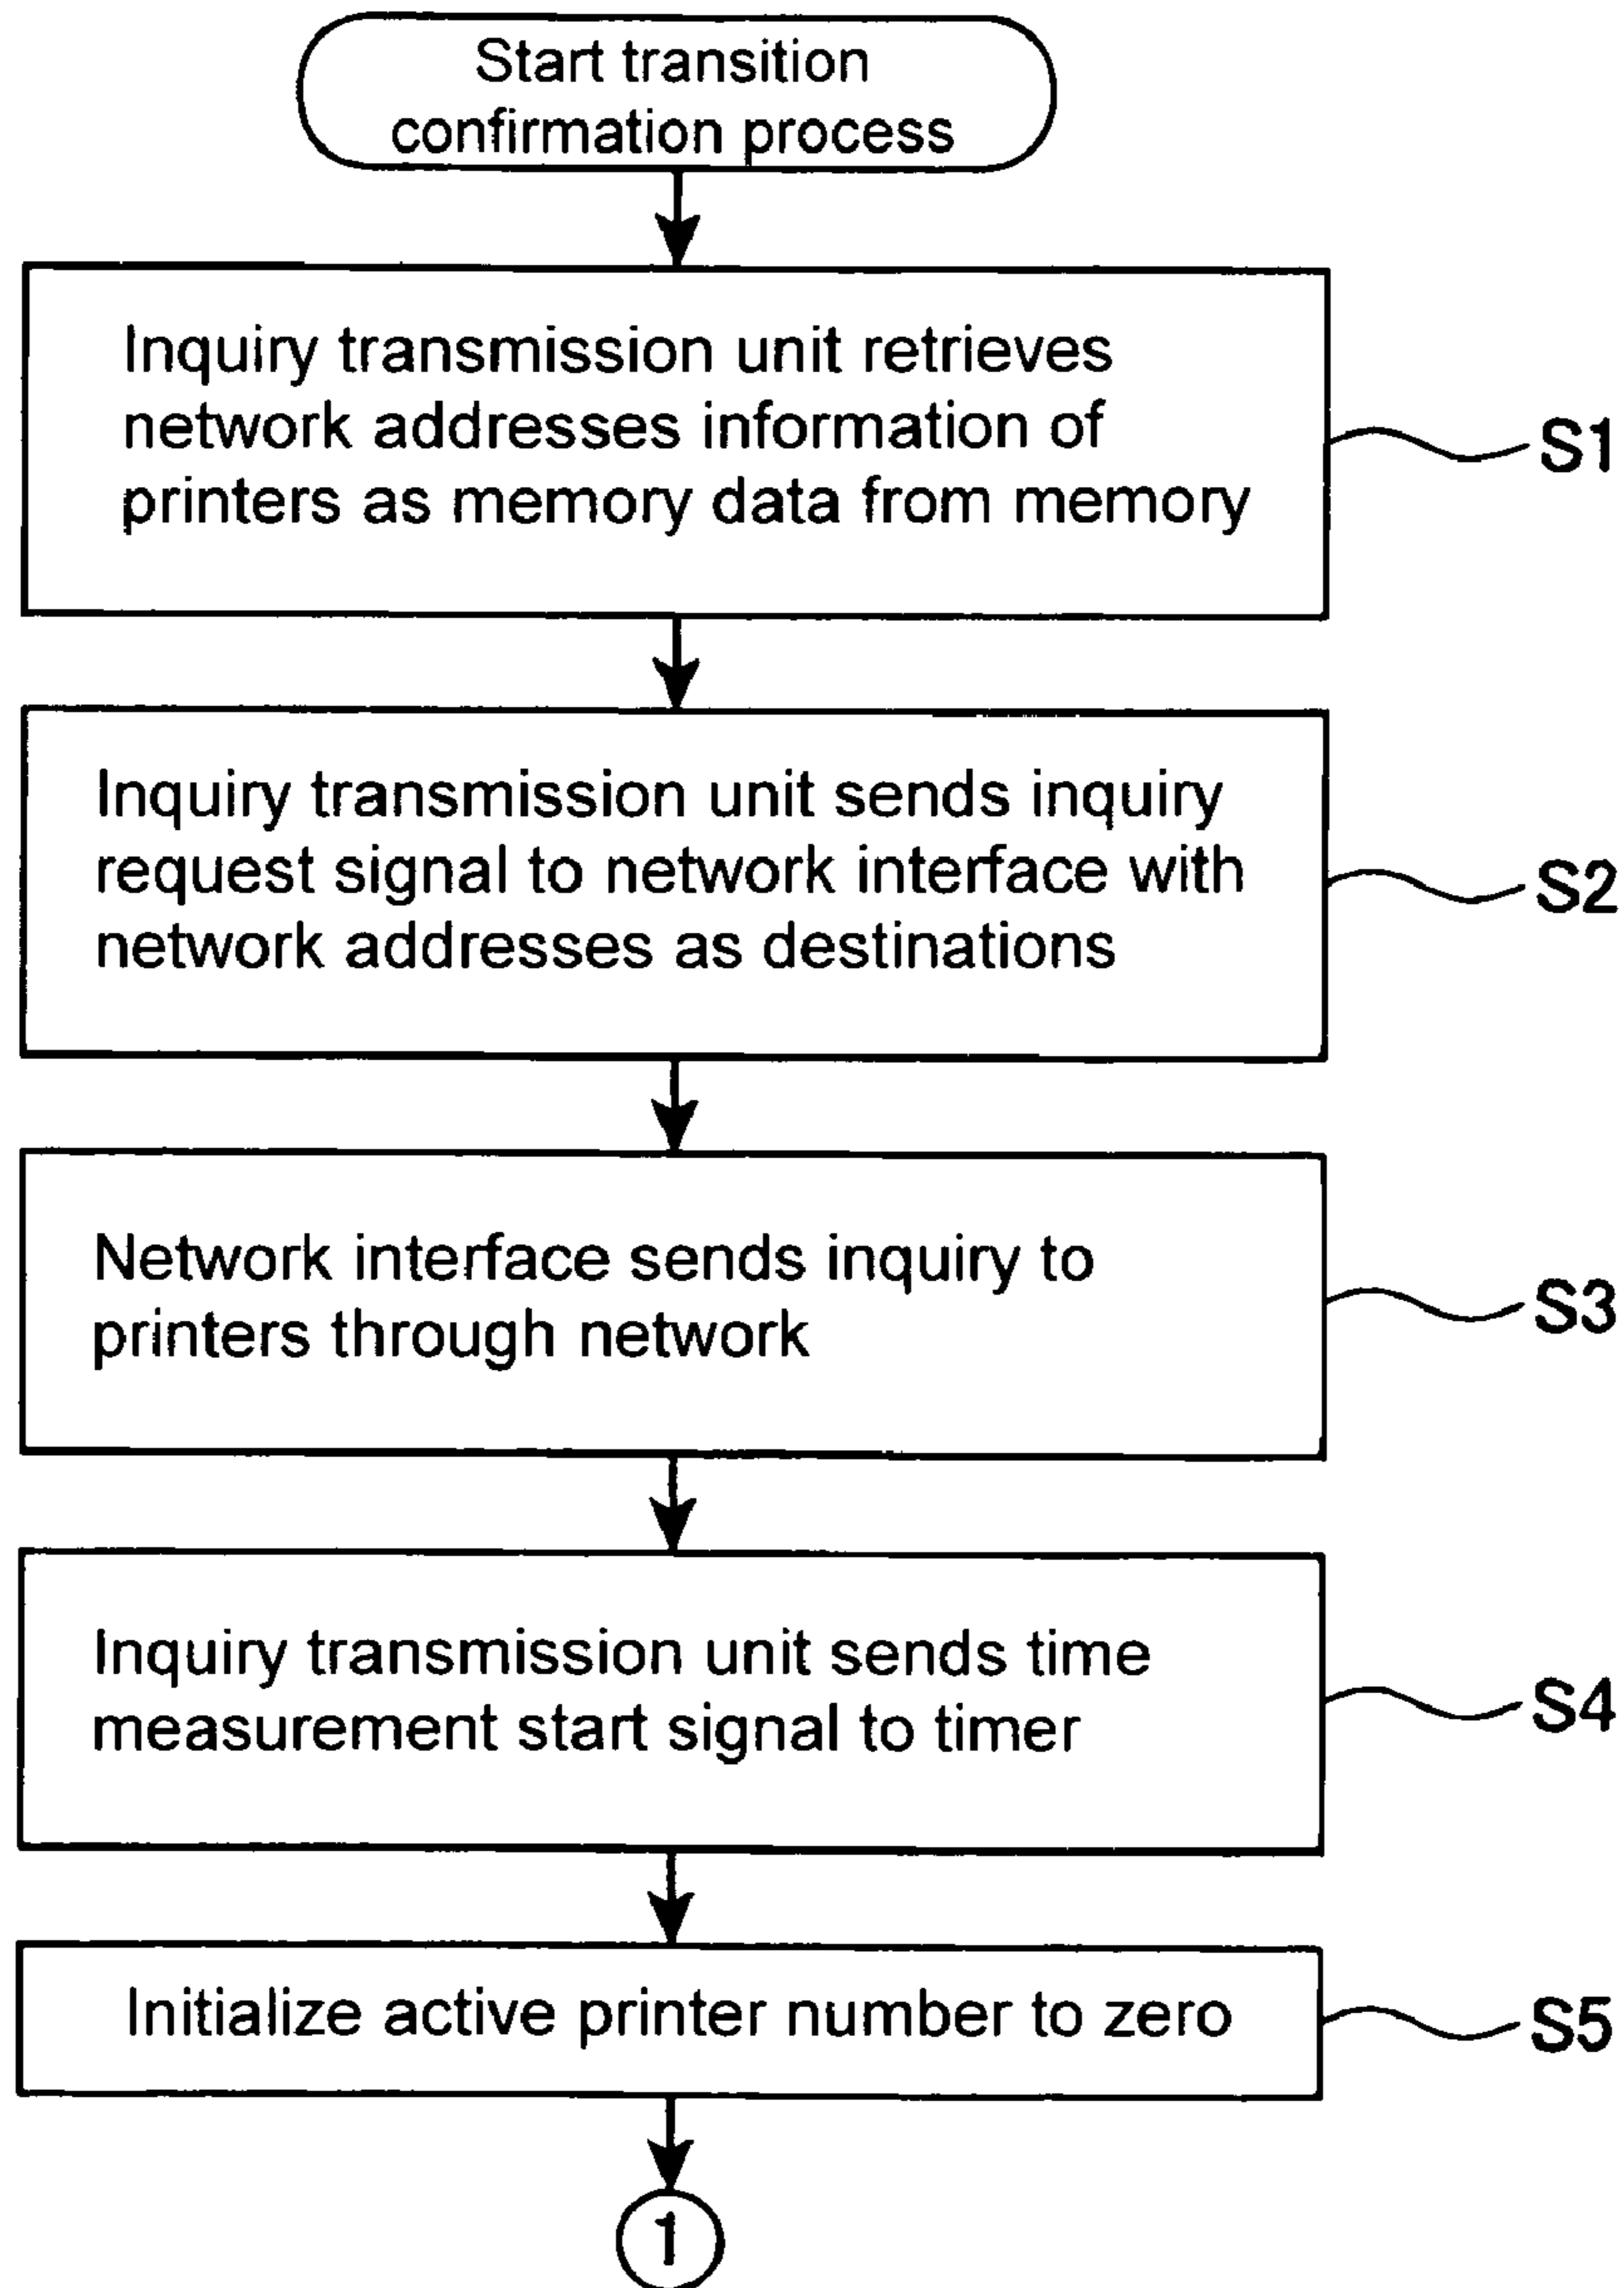 Start transition
confirmation process
Inquiry transmission unit retrieves
network addresses information of
printers as memory data from memory
S1
Inquiry transmission unit sends inquiry
request signal to network interface with
network addresses as destinations
S2
Network interface sends inquiry to
printers through network
S3
Inquiry transmission unit sends time
measurement start signal to timer
S4
Initialize active printer number to zero
S5
1